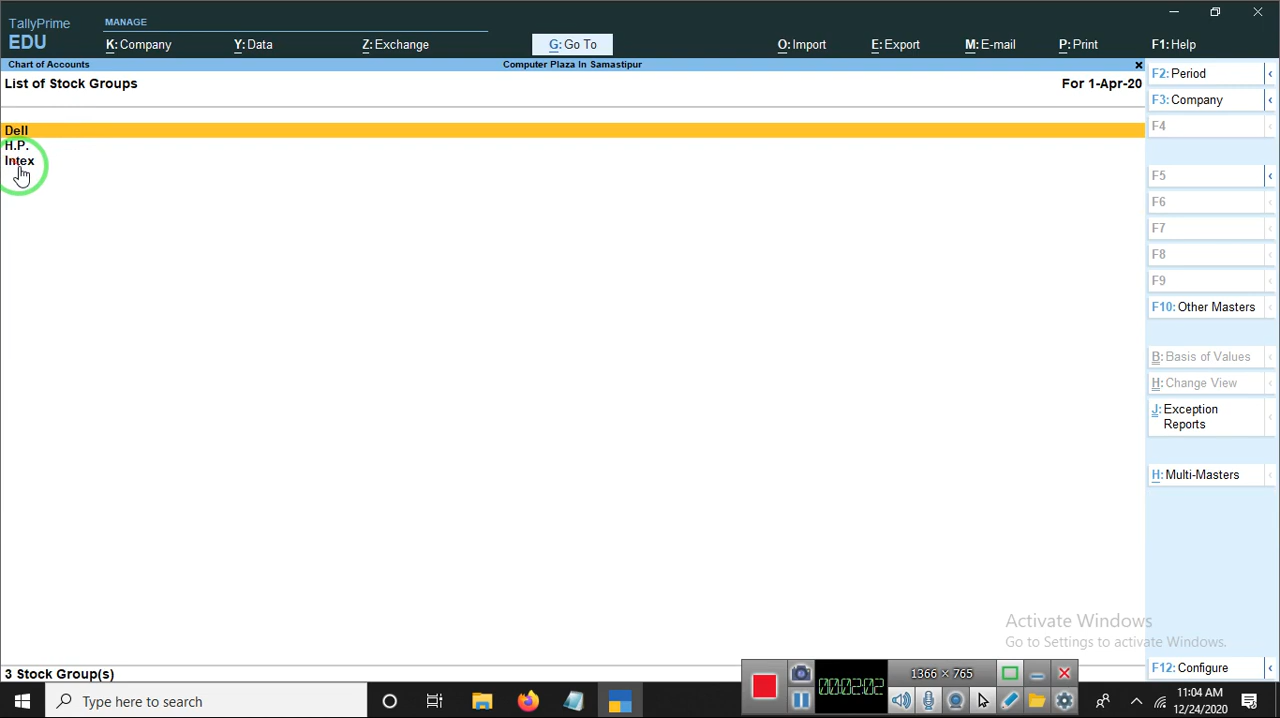 TallyPrime
EDU
MANAGE
K: Company
Y: Data
Z: Exchange
G: Go To
O: Import
E: Export
M: E-mail
P: Print
F1: Help
Chart of Accounts
Computer Plaza In Samastipur
List of Stock Groups
For 1-Apr-20
Dell
H.P.
Intex
F2: Period
F3: Company
F4
F5
F6
F7
F8
F9
F10: Other Masters
B: Basis of Values
H: Change View
J: Exception
Reports
H: Multi-Masters
Activate Windows
Go to Settings to activate Windows.
F12: Configure
3 Stock Group(s)
1366 x 765
00:02:02
Type here to search
11:04 AM
12/24/2020